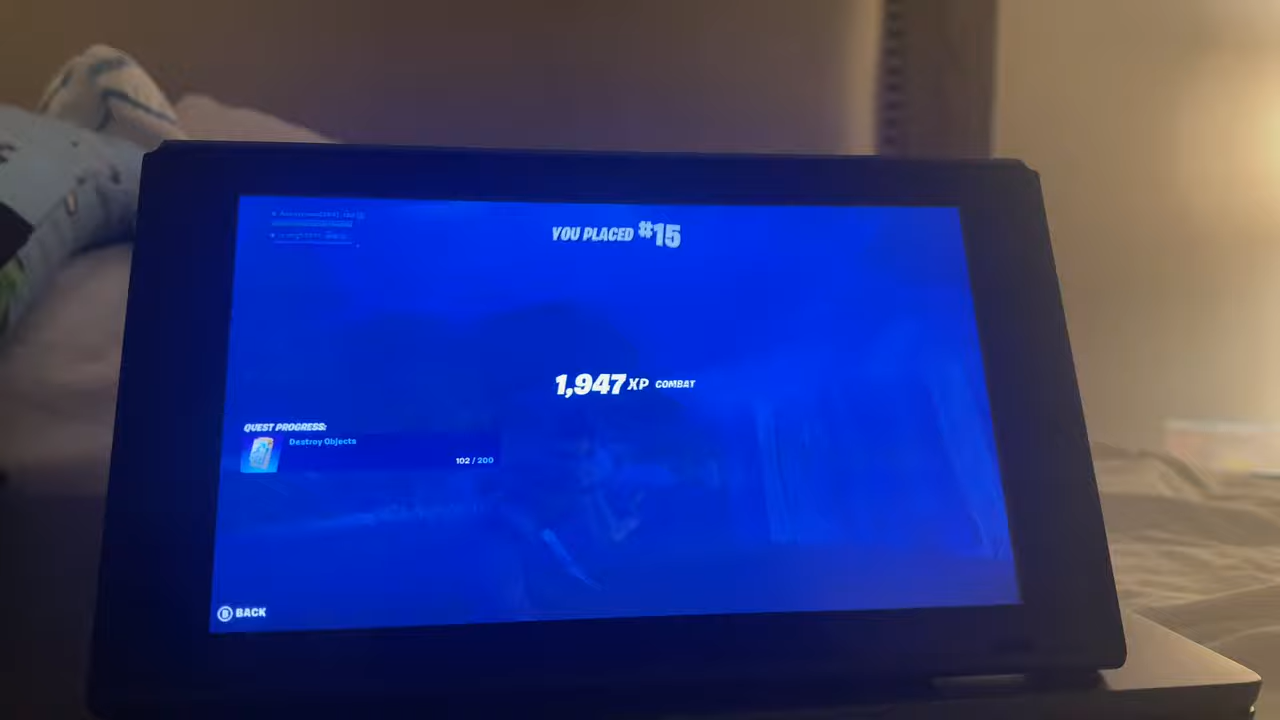 YOU PLACED #15
1,947 XP COMBAT
QUEST PROGRESS:
Destroy Objects
102 / 200
B BACK